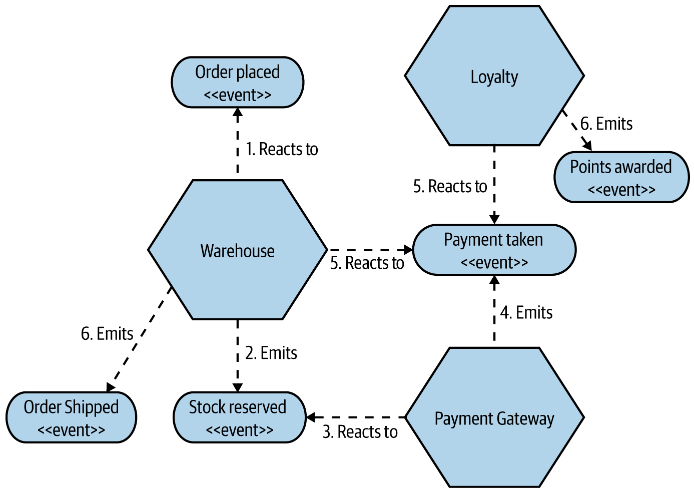 Order placed
<<event>>
Loyalty
6. Emits
1. Reacts to
Points awarded
<<event>>
5. Reacts to
Warehouse
Payment taken
<<event>>
5. Reacts to
6. Emits
4. Emits
2. Emits
Order Shipped
<<event>>
Stock reserved
<<event>>
3. Reacts to
Payment Gateway